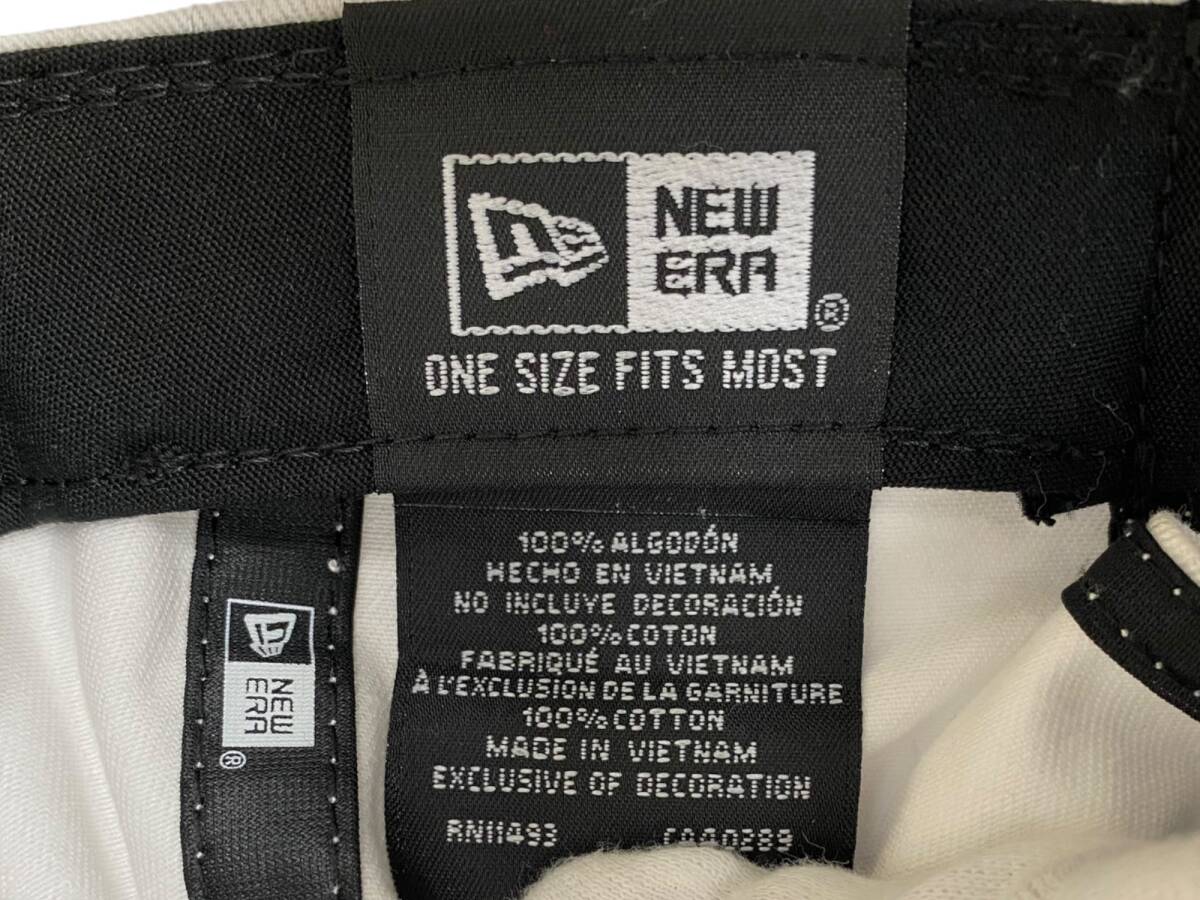 NEW
ERA
®
ONE SIZE FITS MOST
100% ALGODÓN
HECHO EN VIETNAM
NO INCLUYE DECORACIÓN
100% COTON
FABRIQUÉ AU VIETNAM
À L'EXCLUSION DE LA GARNITURE
100% COTTON
MADE IN VIETNAM
EXCLUSIVE OF DECORATION
RN11493 CA40289
NEW
ERA
®